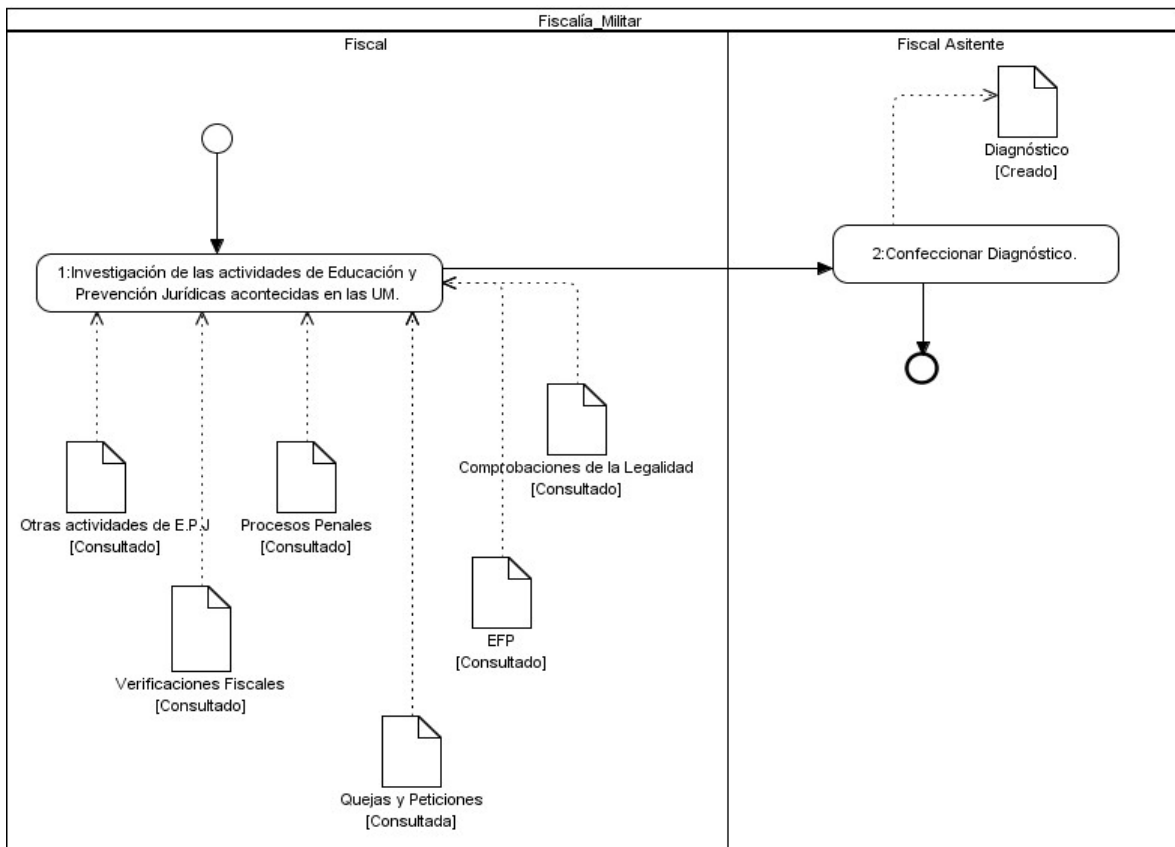 Fiscalía_Militar
Fiscal
Fiscal Asitente
Diagnóstico
[Creado]
1:Investigación de las actividades de Educación y
Prevención Jurídicas acontecidas en las UM.
2:Confeccionar Diagnóstico.
Comprobaciones de la Legalidad
[Consultado]
Otras actividades de E.P.J
[Consultado]
Procesos Penales
[Consultado]
EFP
[Consultado]
Verificaciones Fiscales
[Consultado]
Quejas y Peticiones
[Consultada]